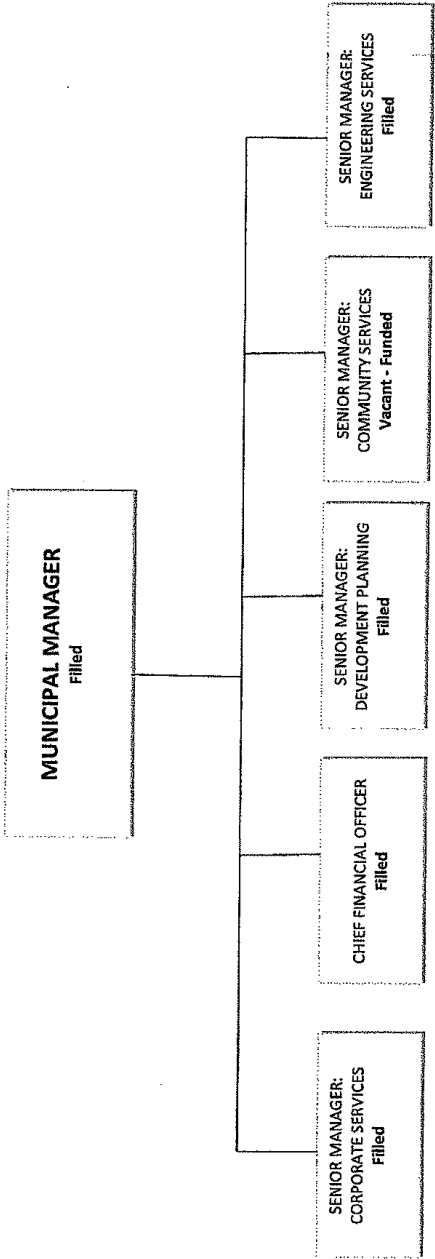 MUNICIPAL MANAGER
Filled
SENIOR MANAGER:
CORPORATE SERVICES
Filled
CHIEF FINANCIAL OFFICER
Filled
SENIOR MANAGER:
DEVELOPMENT PLANNING
Filled
SENIOR MANAGER:
COMMUNITY SERVICES
Vacant - Funded
SENIOR MANAGER:
ENGINEERING SERVICES
Filled